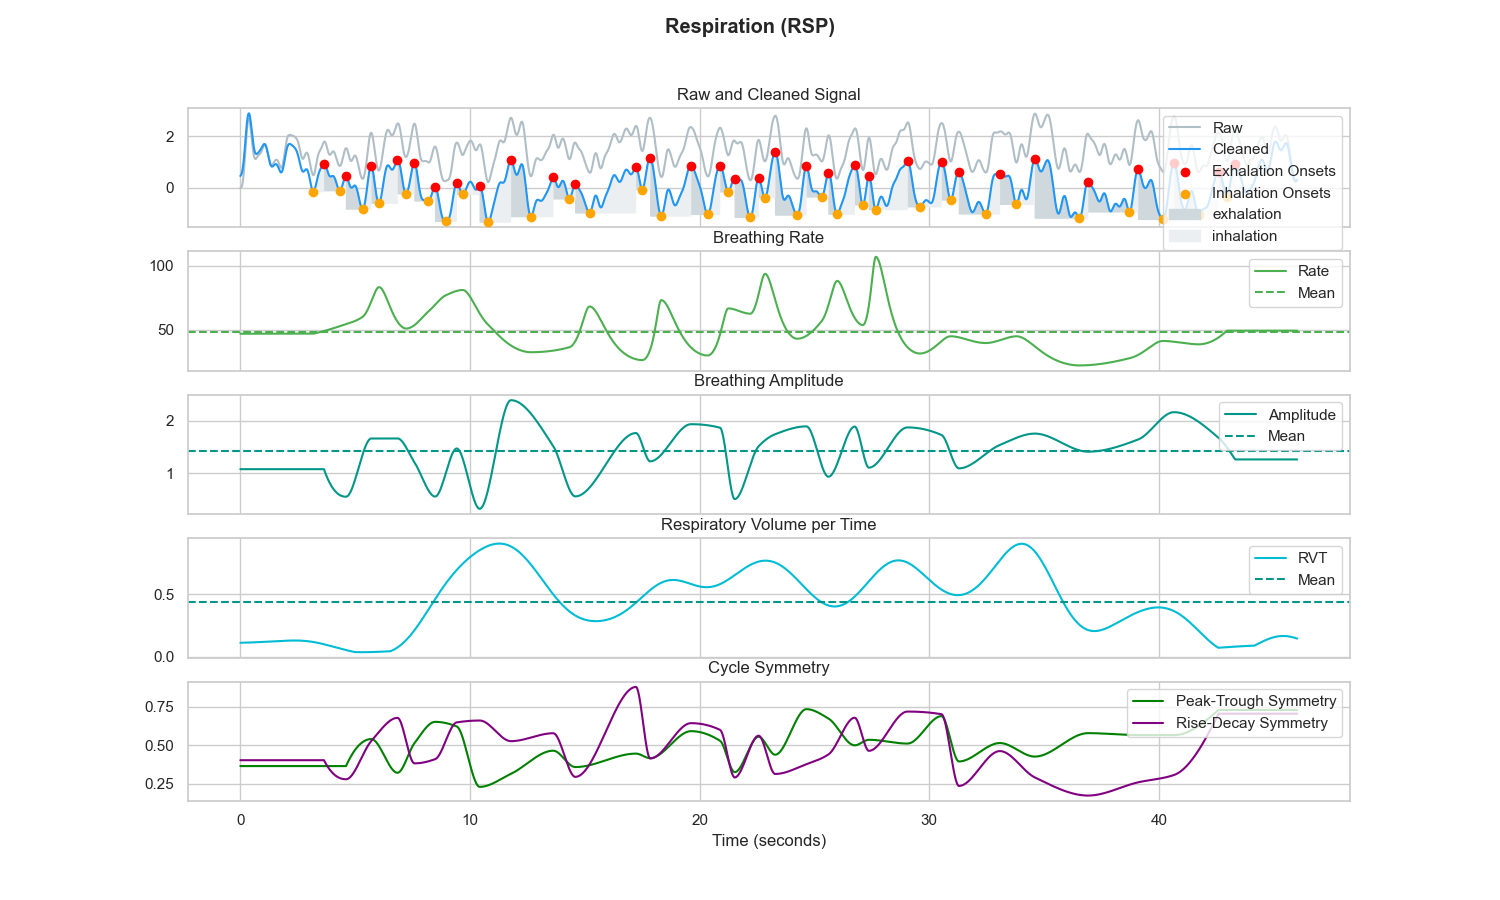 Respiration (RSP)
Raw and Cleaned Signal
2
0
Raw
Cleaned
Exhalation Onsets
Inhalation Onsets
exhalation
inhalation
Breathing Rate
100
50
Rate
Mean
Breathing Amplitude
2
1
Amplitude
Mean
Respiratory Volume per Time
0.5
0.0
RVT
Mean
Cycle Symmetry
0.75
0.50
0.25
Peak-Trough Symmetry
Rise-Decay Symmetry
0 10 20 30 40
Time (seconds)